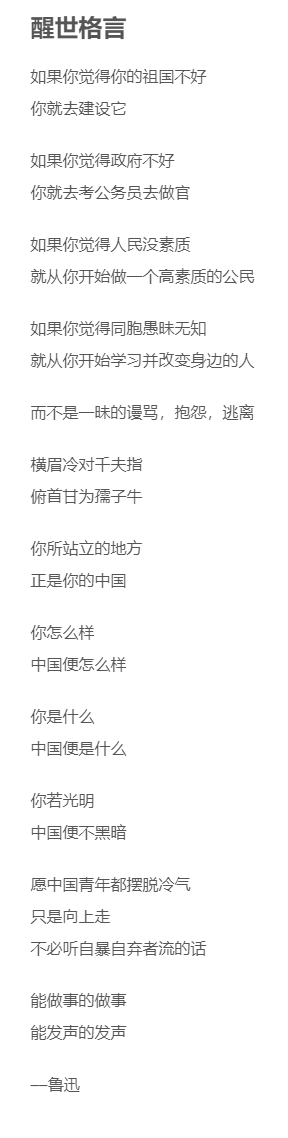 醒世格言
如果你觉得你的祖国不好
你就去建设它
如果你觉得政府不好
你就去考公务员去做官
如果你觉得人民没素质
就从你开始做一个高素质的公民
如果你觉得同胞愚昧无知
就从你开始学习并改变身边的人
而不是一昧的谩骂，抱怨，逃离
横眉冷对千夫指
俯首甘为孺子牛
你所站立的地方
正是你的中国
你怎么样
中国便怎么样
你是什么
中国便是什么
你若光明
中国便不黑暗
愿中国青年都摆脱冷气
只是向上走
不必听自暴自弃者流的话
能做事的做事
能发声的发声
—鲁迅